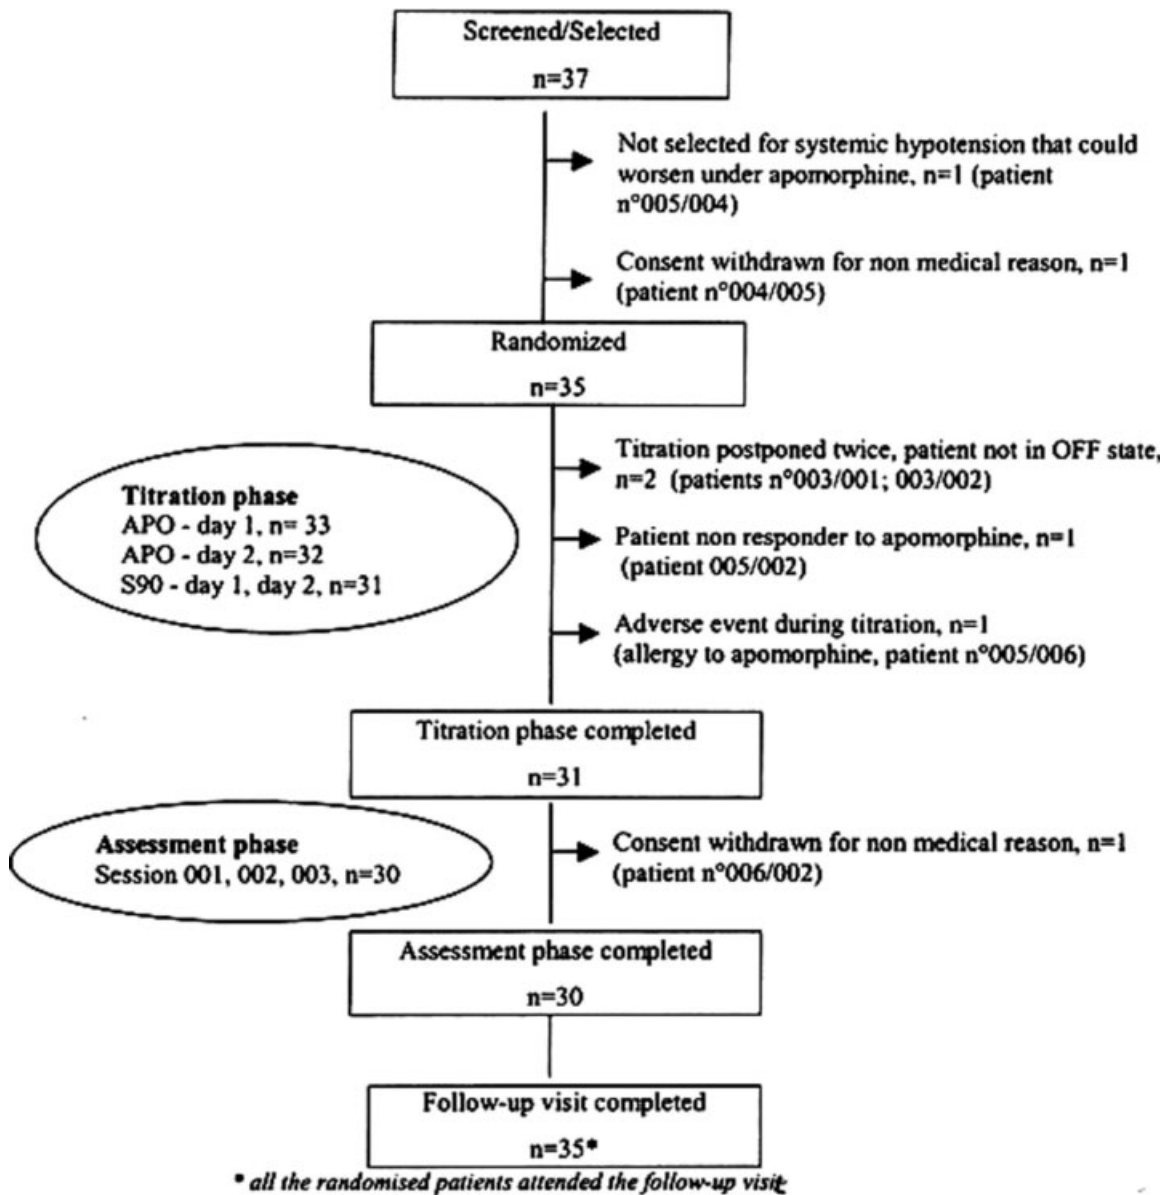 Screened/Selected
n=37
Not selected for systemic hypotension that could
worsen under apomorphine, n=1 (patient
n°005/004)
Consent withdrawn for non medical reason, n=1
(patient n°004/005)
Randomized
n=35
Titration postponed twice, patient not in OFF state,
n=2 (patients n°003/001; 003/002)
Titration phase
APO - day 1, n= 33
APO - day 2, n=32
S90 - day 1, day 2, n=31
Patient non responder to apomorphine, n=1
(patient 005/002)
Adverse event during titration, n=1
(allergy to apomorphine, patient n°005/006)
Titration phase completed
n=31
Assessment phase
Session 001, 002, 003, n=30
Consent withdrawn for non medical reason, n=1
(patient n°006/002)
Assessment phase completed
n=30
Follow-up visit completed
n=35*
* all the randomised patients attended the follow-up visit